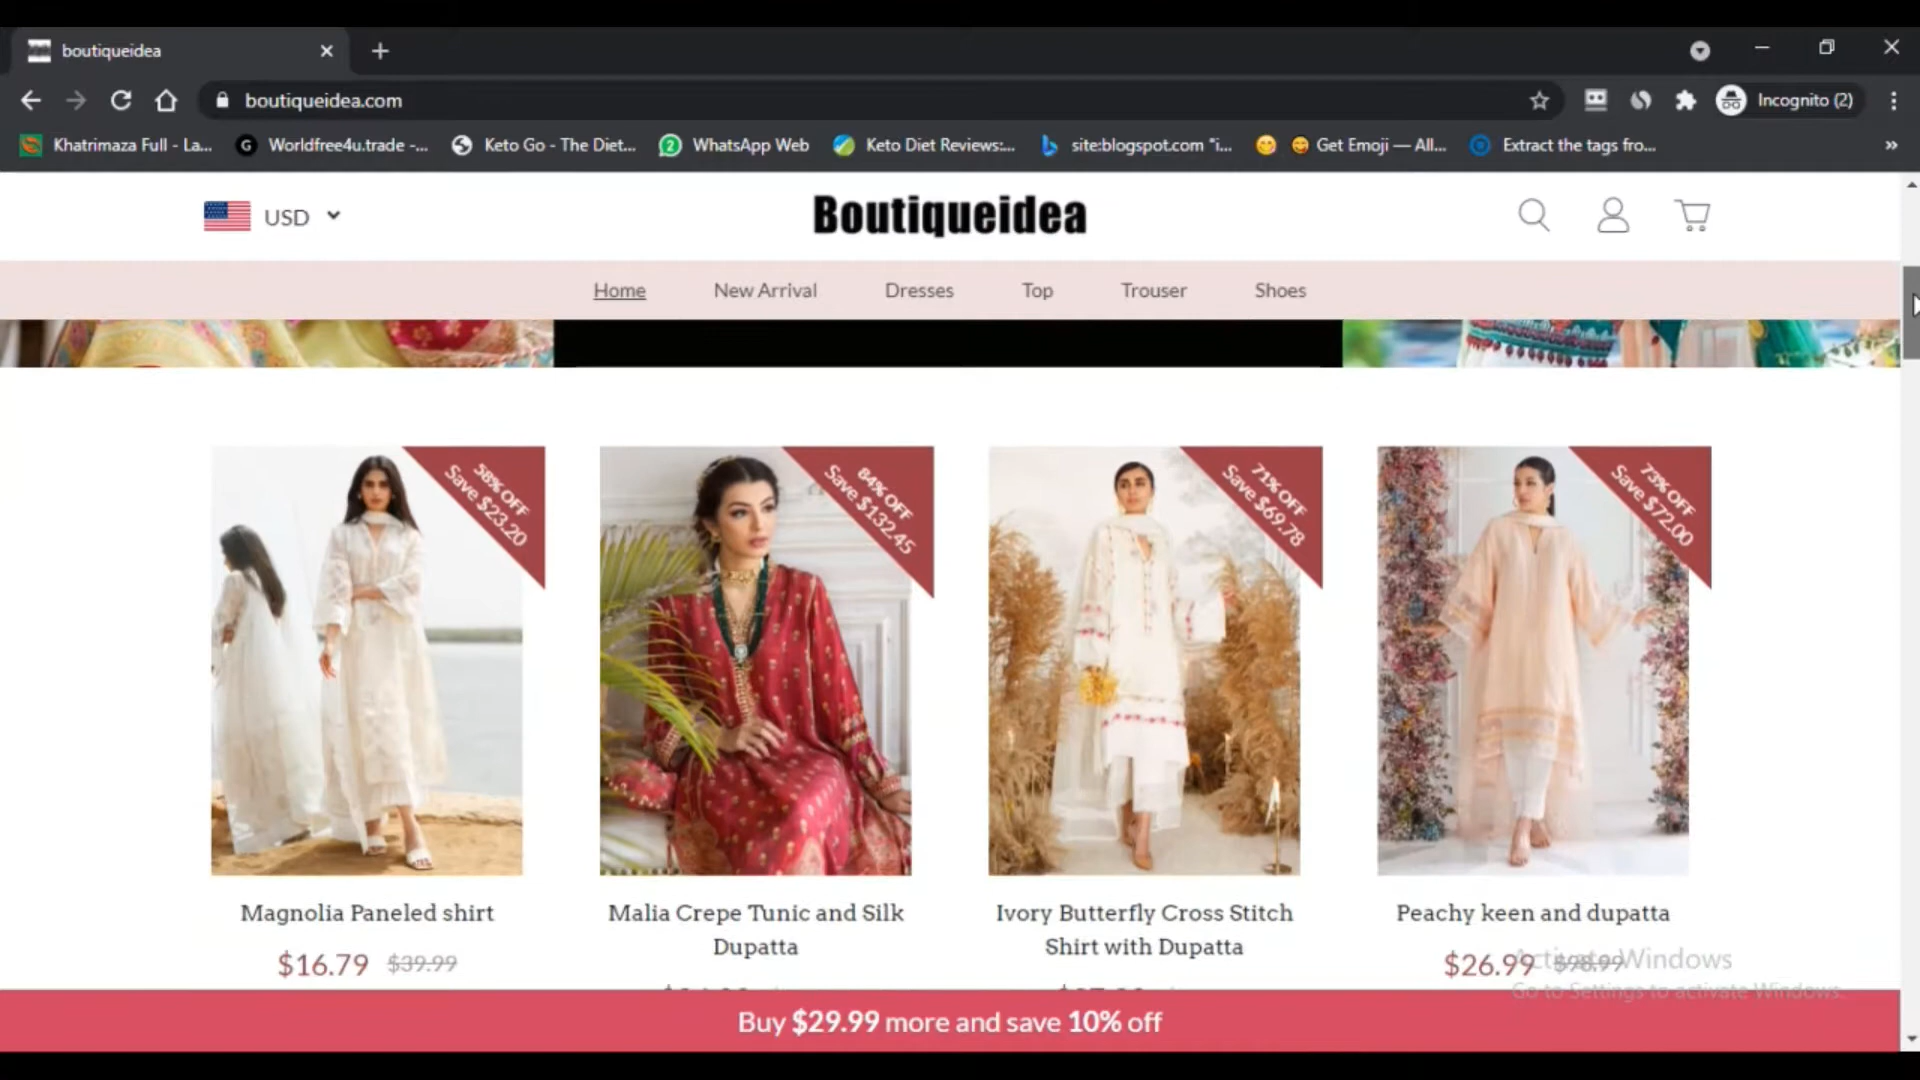 boutiqueidea
boutiqueidea.com
Incognito (2)
Khatrimaza Full - La...
Worldfree4u.trade -...
Keto Go - The Diet...
WhatsApp Web
Keto Diet Reviews:...
site:blogspot.com "i...
Get Emoji — All...
Extract the tags fro...
»
USD
Boutiqueidea
Home
New Arrival
Dresses
Top
Trouser
Shoes
58% OFF
Save $23.20
84% OFF
Save $132.45
71% OFF
Save $69.78
73% OFF
Save $72.00
Magnolia Paneled shirt
$16.79 $39.99
Malia Crepe Tunic and Silk
Dupatta
Ivory Butterfly Cross Stitch
Shirt with Dupatta
Peachy keen and dupatta
$26.99 $98.99
Activate Windows
Go to Settings to activate Windows.
Buy $29.99 more and save 10% off